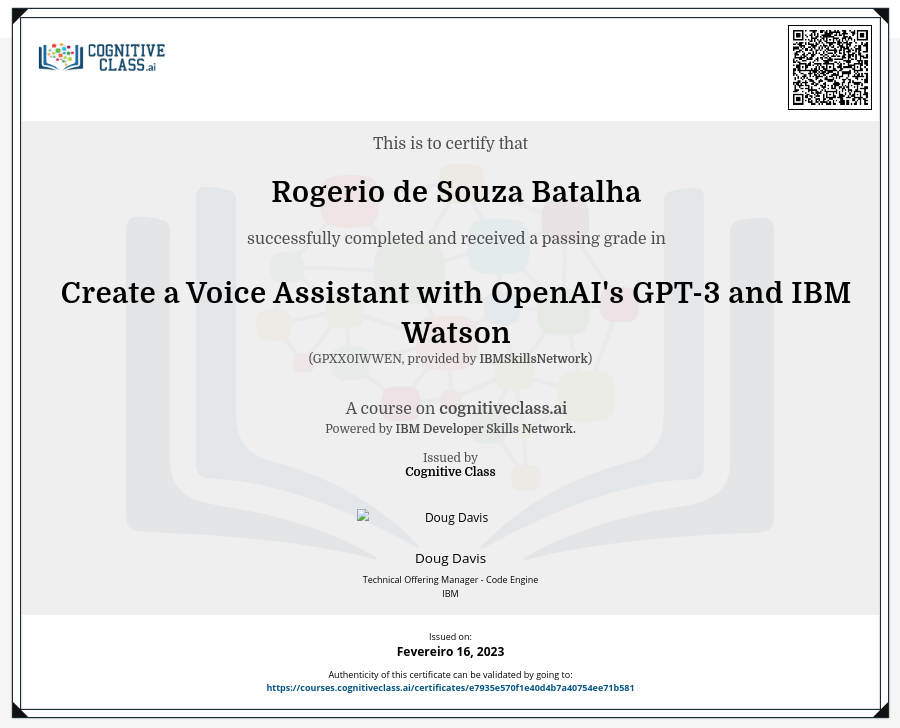 COGNITIVE
CLASS.ai
This is to certify that
Rogerio de Souza Batalha
successfully completed and received a passing grade in
Create a Voice Assistant with OpenAI's GPT-3 and IBM
Watson
(GPXX0IWWEN, provided by IBMSkillsNetwork)
A course on cognitiveclass.ai
Powered by IBM Developer Skills Network.
Issued by
Cognitive Class
Doug Davis
Doug Davis
Technical Offering Manager - Code Engine
IBM
Issued on:
Fevereiro 16, 2023
Authenticity of this certificate can be validated by going to:
https://courses.cognitiveclass.ai/certificates/e7935e570f1e40d4b7a40754ee71b581